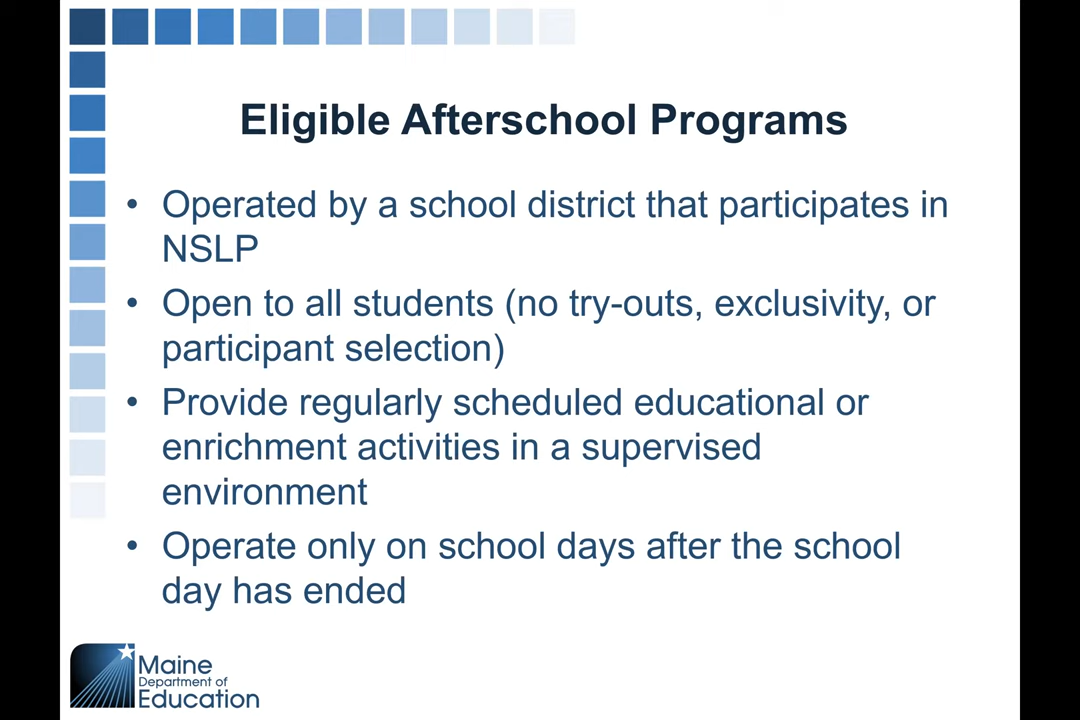 Eligible Afterschool Programs
• Operated by a school district that participates in
NSLP
• Open to all students (no try-outs, exclusivity, or
participant selection)
• Provide regularly scheduled educational or
enrichment activities in a supervised
environment
• Operate only on school days after the school
day has ended
Maine
Department of
Education